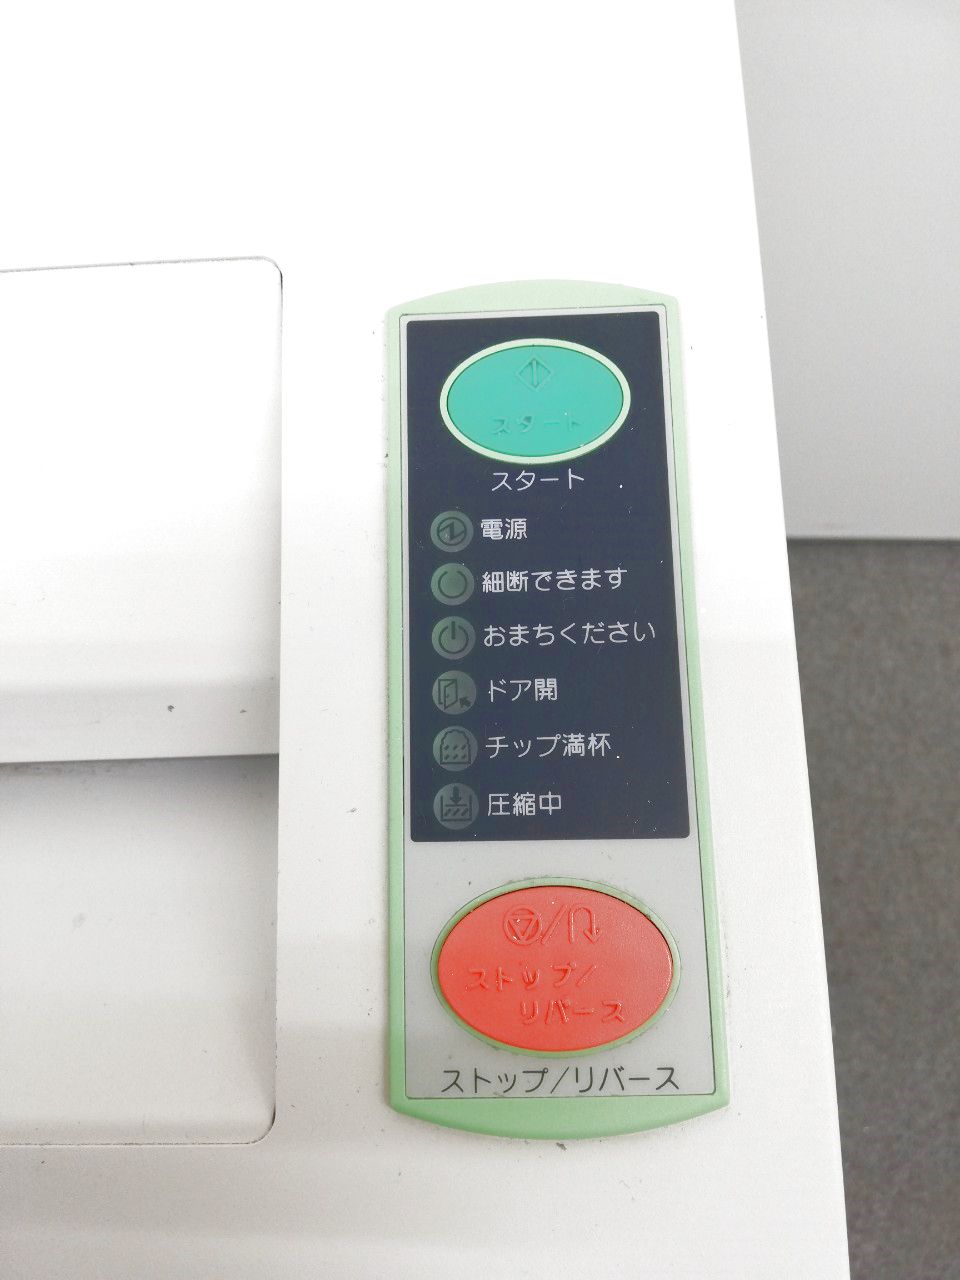 スタート
スタート
電源
細断できます
おまちください
ドア開
チップ満杯
圧縮中
ストップ/
リバース
ストップ/リバース